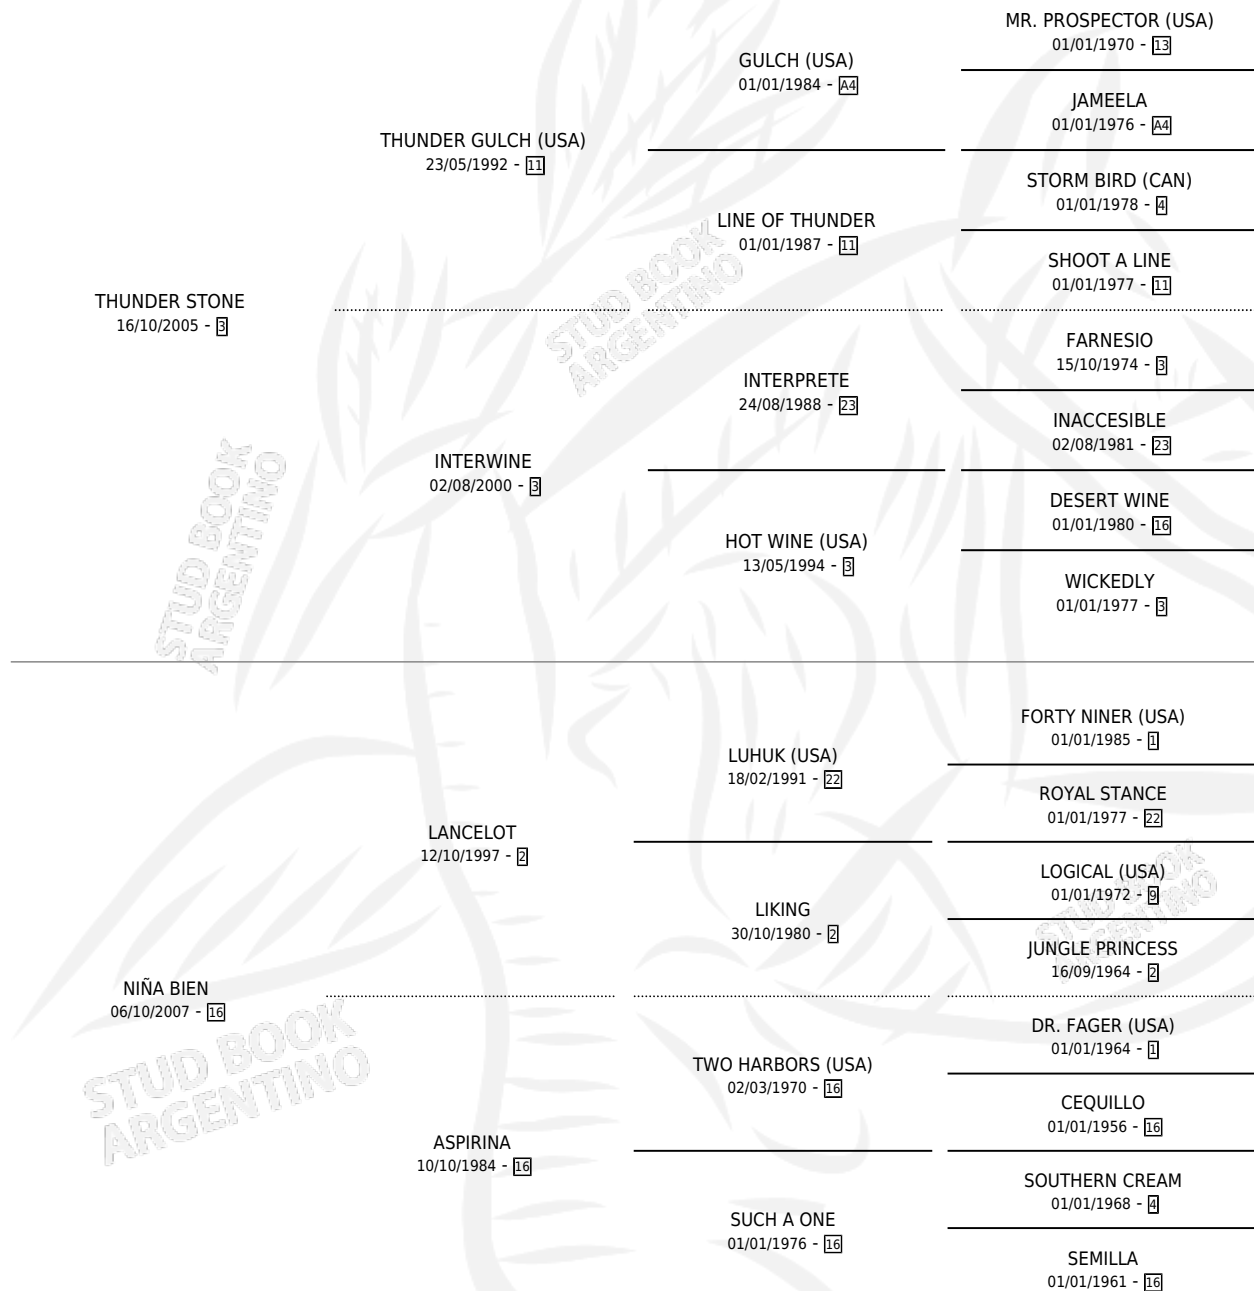 MR. PROSPECTOR (USA)
01/01/1970 - 13
GULCH (USA)
01/01/1984 - A4
JAMEELA
01/01/1976 - A4
THUNDER GULCH (USA)
23/05/1992 - 11
STORM BIRD (CAN)
01/01/1978 - 4
LINE OF THUNDER
01/01/1987 - 11
SHOOT A LINE
01/01/1977 - 11
THUNDER STONE
16/10/2005 - 3
STUD BOOK
ARGENTINO
FARNESIO
15/10/1974 - 3
INTERPRETE
24/08/1988 - 23
INACCESIBLE
02/08/1981 - 23
INTERWINE
02/08/2000 - 3
DESERT WINE
01/01/1980 - 16
HOT WINE (USA)
13/05/1994 - 3
WICKEDLY
01/01/1977 - 3
STUD BOOK
ARGENTINO
FORTY NINER (USA)
01/01/1985 - 1
LUHUK (USA)
18/02/1991 - 22
ROYAL STANCE
01/01/1977 - 22
LANCELOT
12/10/1997 - 2
LOGICAL (USA)
01/01/1972 - 9
STUD BOOK
ARGENTINO
LIKING
30/10/1980 - 2
JUNGLE PRINCESS
16/09/1964 - 2
NIÑA BIEN
06/10/2007 - 16
STUD BOOK
ARGENTINO
DR. FAGER (USA)
01/01/1964 - 1
TWO HARBORS (USA)
02/03/1970 - 16
CEQUILLO
01/01/1956 - 16
ASPIRINA
10/10/1984 - 16
SOUTHERN CREAM
01/01/1968 - 4
SUCH A ONE
01/01/1976 - 16
SEMILLA
01/01/1961 - 16